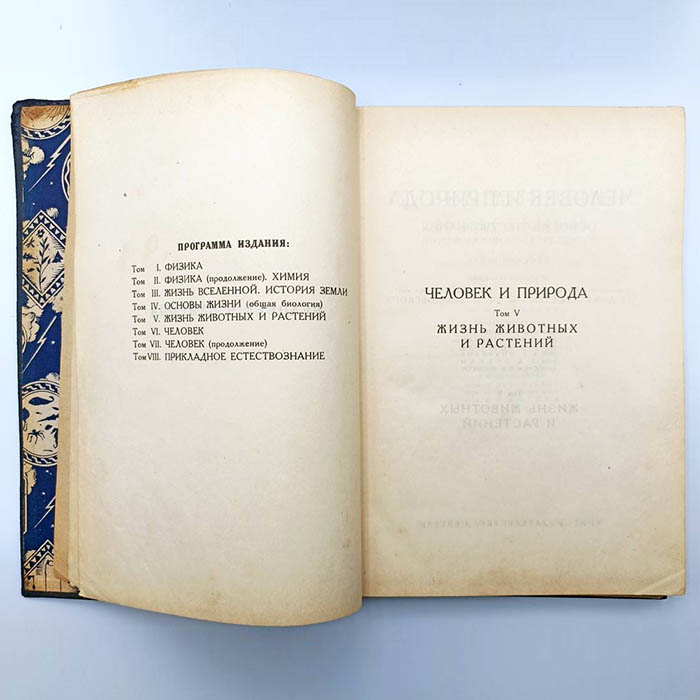 ПРОГРАММА ИЗДАНИЯ:
Том I. ФИЗИКА
Том II. ФИЗИКА (продолжение). ХИМИЯ
Том III. ЖИЗНЬ ВСЕЛЕННОЙ. ИСТОРИЯ ЗЕМЛИ
Том IV. ОСНОВЫ ЖИЗНИ (общая биология)
Том V. ЖИЗНЬ ЖИВОТНЫХ И РАСТЕНИЙ
Том VI. ЧЕЛОВЕК
Том VII. ЧЕЛОВЕК (продолжение)
Том VIII. ПРИКЛАДНОЕ ЕСТЕСТВОЗНАНИЕ
ЧЕЛОВЕК И ПРИРОДА
Том V
ЖИЗНЬ ЖИВОТНЫХ
И РАСТЕНИЙ